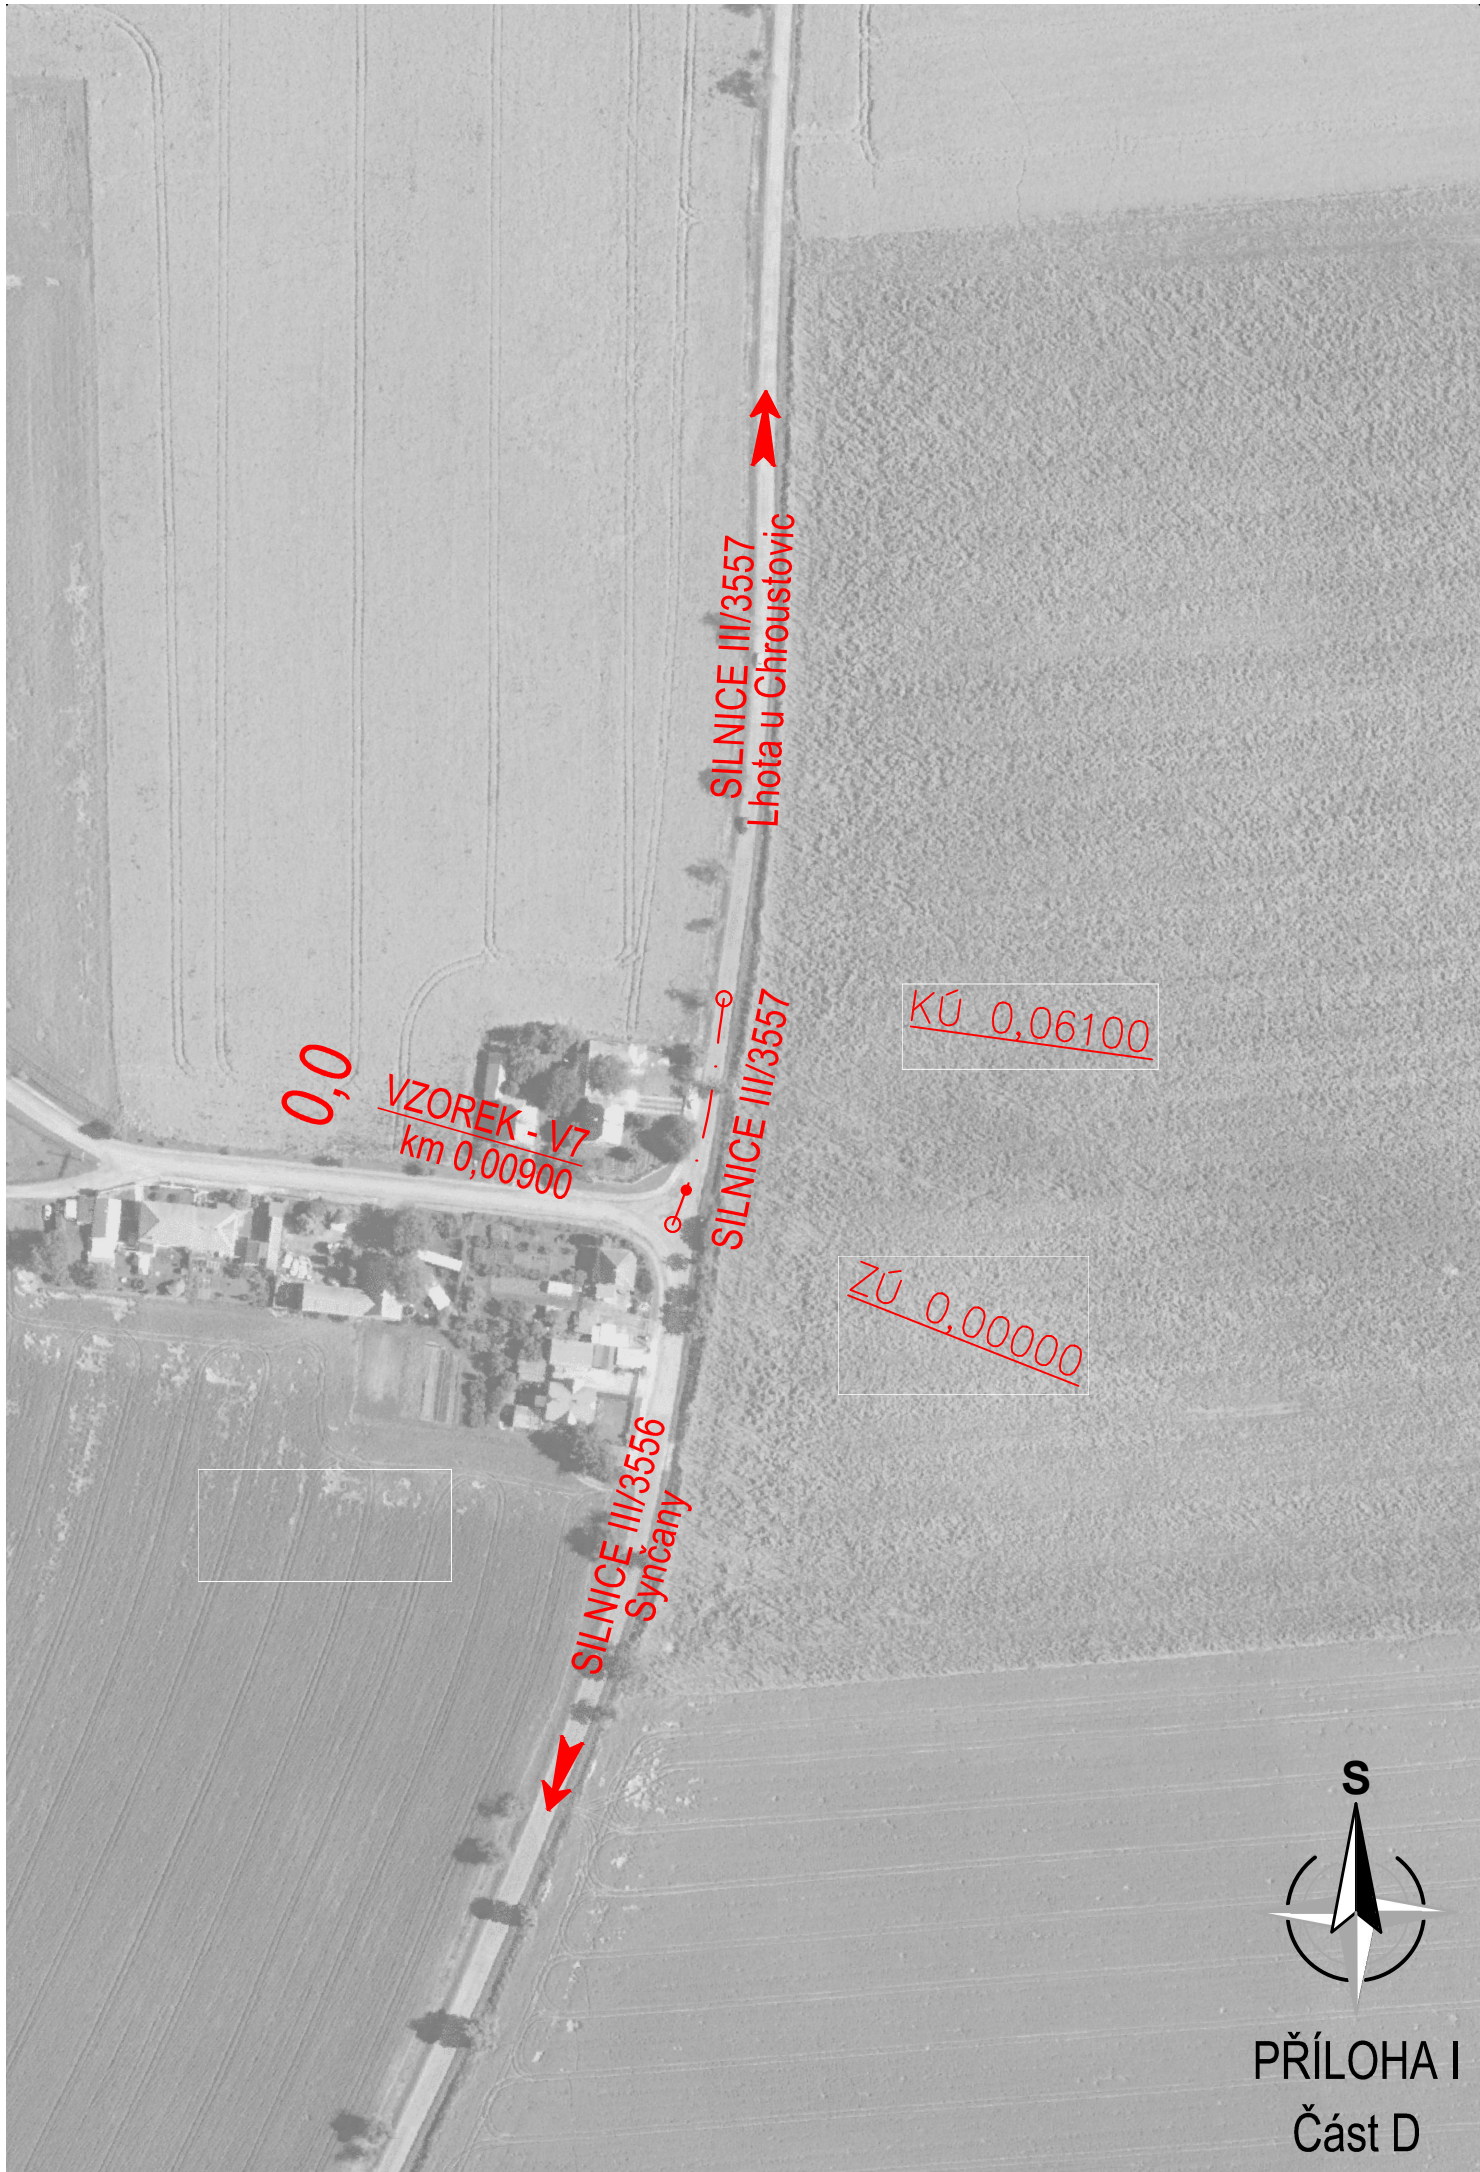 SILNICE III/3557
Lhota u Chroustovic
SILNICE III/3557
KÚ 0,06100
0,0
VZOREK - V7
km 0,00900
ZÚ 0,00000
SILNICE III/3556
Synčany
S
PŘÍLOHA I
Část D